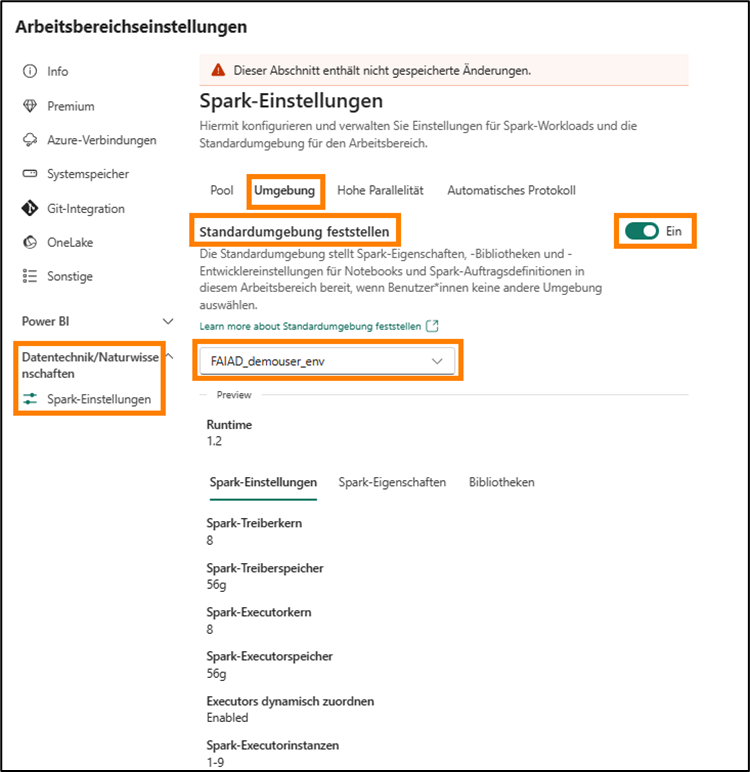 Arbeitsbereichseinstellungen
Info
Premium
Azure-Verbindungen
Systemspeicher
Git-Integration
OneLake
Sonstige
Power BI
Datentechnik/Naturwisse
nschaften
Spark-Einstellungen
Dieser Abschnitt enthält nicht gespeicherte Änderungen.
Spark-Einstellungen
Hiermit konfigurieren und verwalten Sie Einstellungen für Spark-Workloads und die
Standardumgebung für den Arbeitsbereich.
Pool Umgebung Hohe Parallelität Automatisches Protokoll
Standardumgebung feststellen Ein
Die Standardumgebung stellt Spark-Eigenschaften, -Bibliotheken und -
Entwicklereinstellungen für Notebooks und Spark-Auftragsdefinitionen in
diesem Arbeitsbereich bereit, wenn Benutzer*innen keine andere Umgebung
auswählen.
Learn more about Standardumgebung feststellen
FAIAD_demouser_env
Preview
Runtime
1.2
Spark-Einstellungen Spark-Eigenschaften Bibliotheken
Spark-Treiberkern
8
Spark-Treiberspeicher
56g
Spark-Executorkern
8
Spark-Executorspeicher
56g
Executors dynamisch zuordnen
Enabled
Spark-Executorinstanzen
1-9